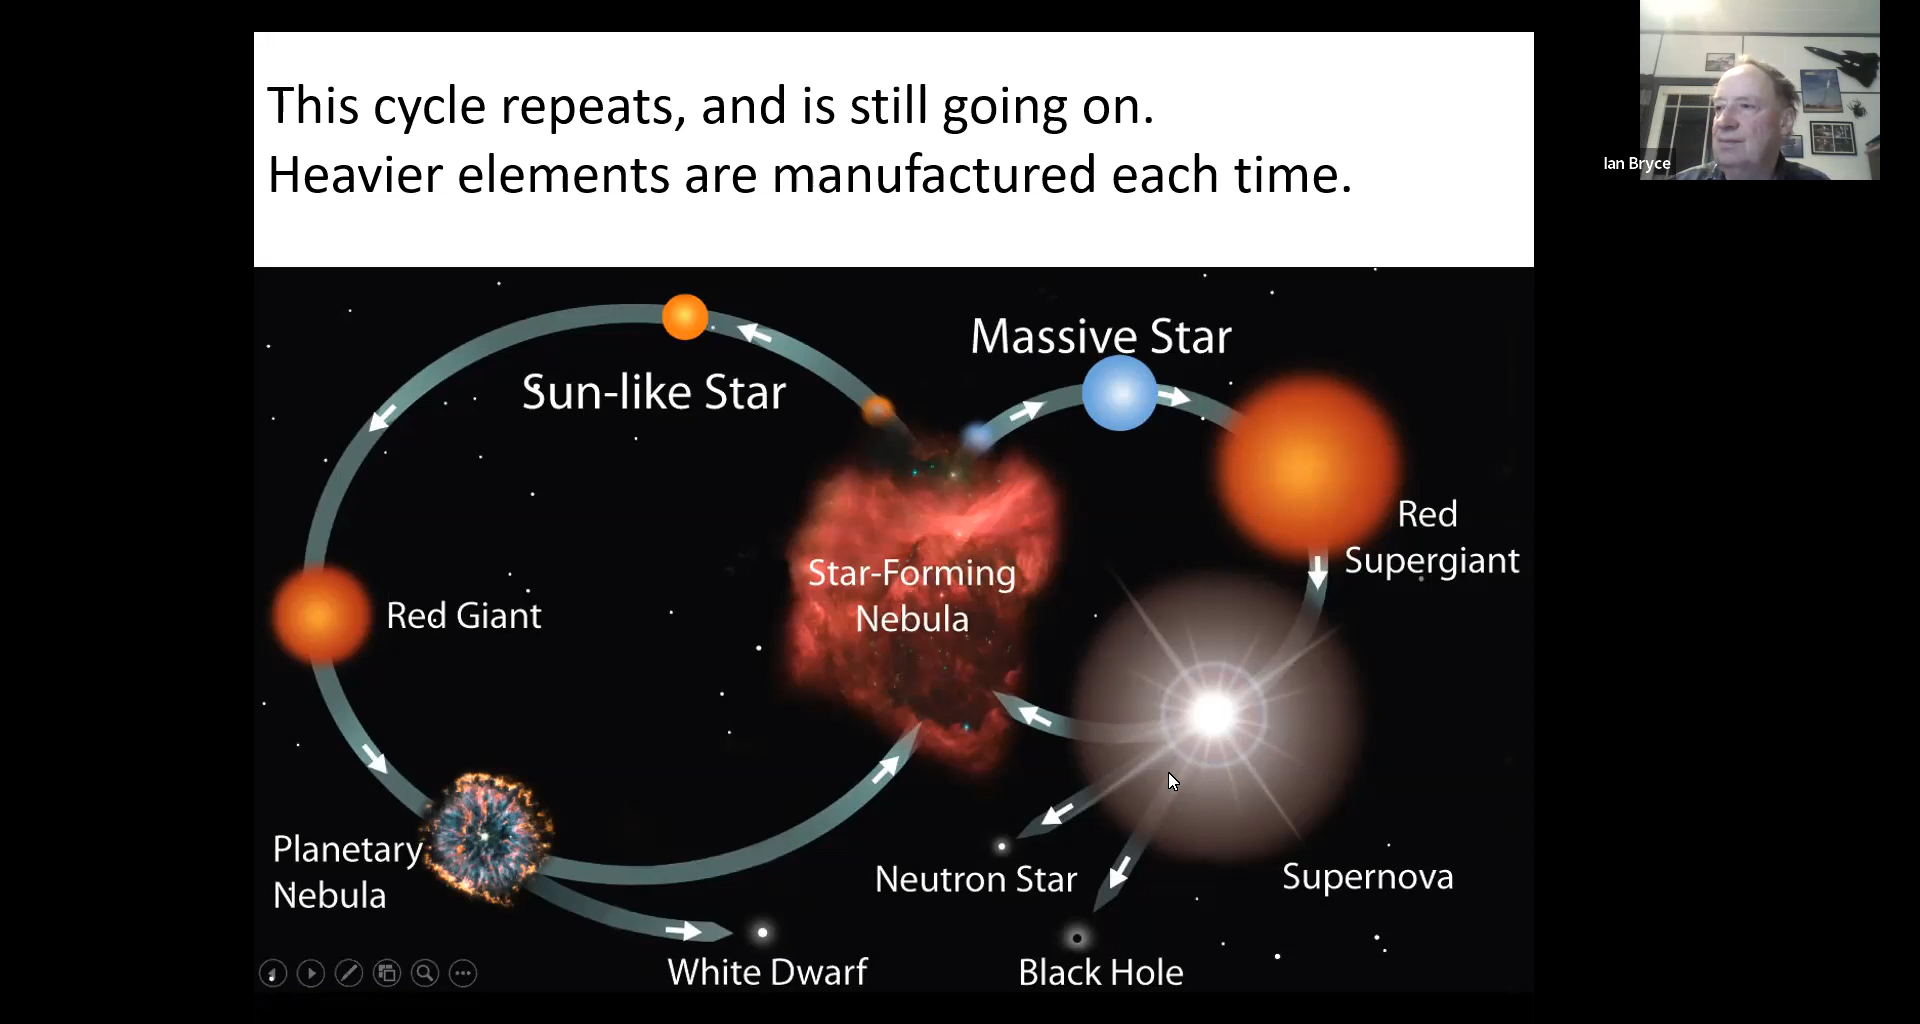 This cycle repeats, and is still going on.
Heavier elements are manufactured each time.
Ian Bryce
Massive Star
Sun-like Star
Red
Supergiant
Star-Forming
Nebula
Red Giant
Planetary
Nebula
Neutron Star
Supernova
White Dwarf
Black Hole